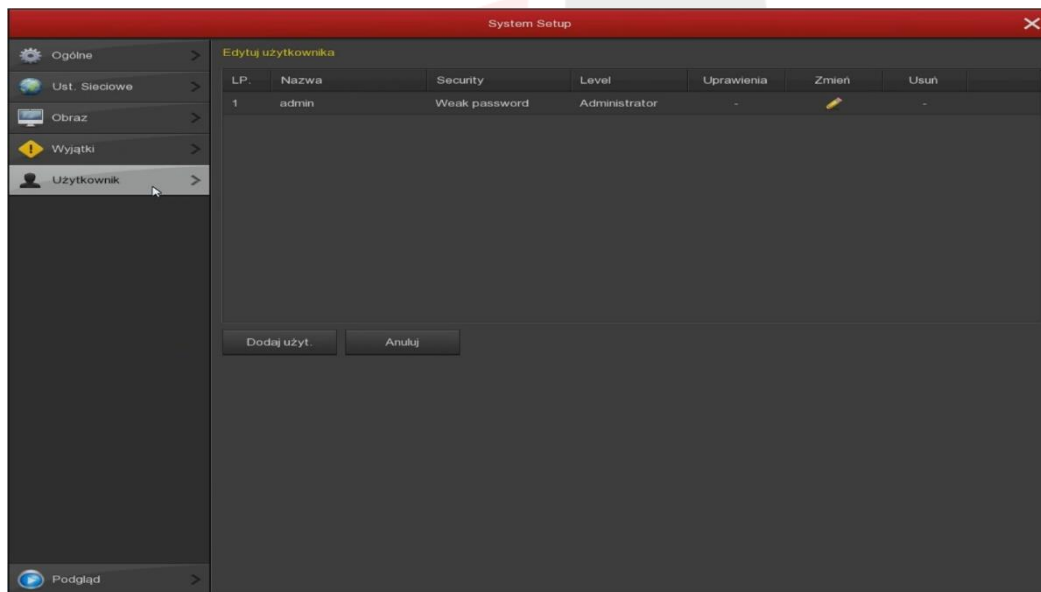 System Setup
Ogólne
Ust. Sieciowe
Obraz
Wyjątki
Użytkownik
Podgląd
Edytuj użytkownika
LP. Nazwa Security Level Uprawienia Zmień Usuń
1 admin Weak password Administrator - -
Dodaj użyt. Anuluj